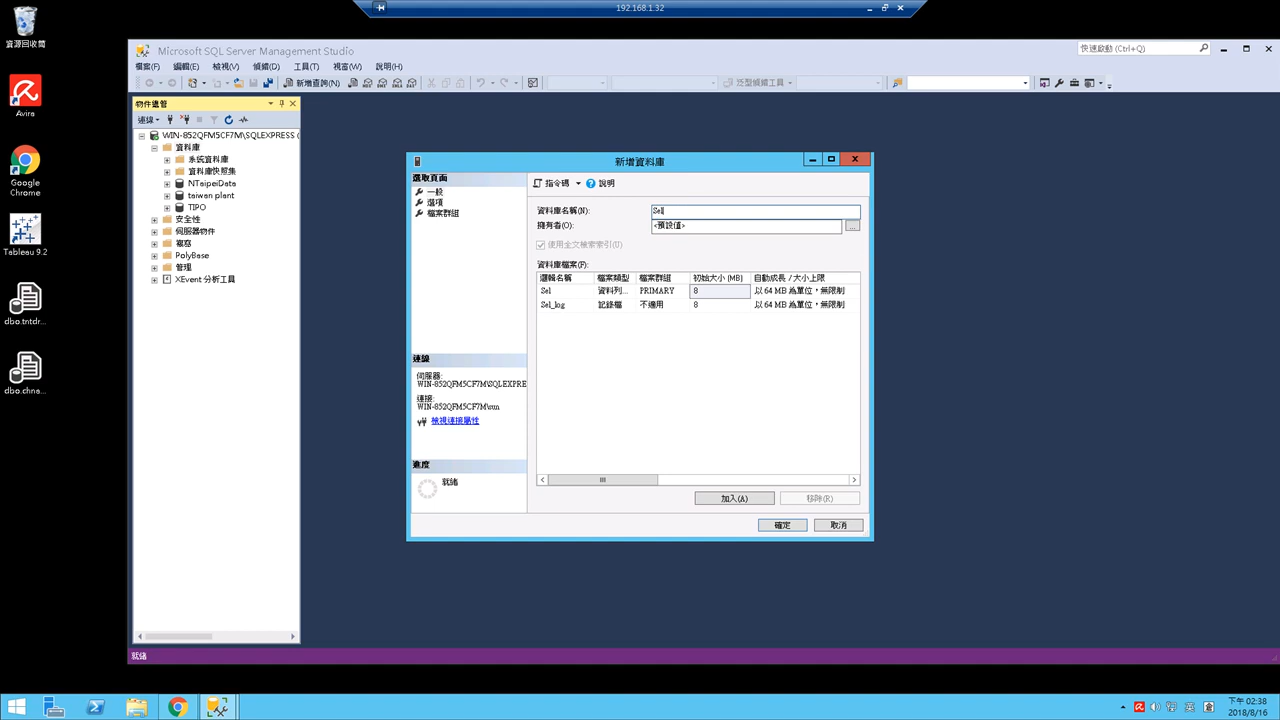 192.168.1.32
資源回收筒
Avira
Google Chrome
Tableau 9.2
dbo.tntdr...
dbo.chna...
Microsoft SQL Server Management Studio
快速啟動 (Ctrl+Q)
檔案(F) 編輯(E) 檢視(V) 偵錯(D) 工具(T) 視窗(W) 說明(H)
新增查詢(N) 泛型偵錯工具
物件總管
連線
WIN-852QFM5CF7M\SQLEXPRESS (
資料庫
系統資料庫
資料庫快照集
NTaipeiData
taiwan plant
TIPO
安全性
伺服器物件
複寫
PolyBase
管理
XEvent 分析工具
新增資料庫
選取頁面
一般
選項
檔案群組
連線
伺服器:
WIN-852QFM5CF7M\SQLEXPRE
連接:
WIN-852QFM5CF7M\sun
檢視連接屬性
進度
就緒
指令碼 說明
資料庫名稱(N): Sel
擁有者(O): <預設值> ...
使用全文檢索索引(U)
資料庫檔案(F):
邏輯名稱 檔案類型 檔案群組 初始大小 (MB) 自動成長 / 大小上限
Sel 資料列... PRIMARY 8 以 64 MB 為單位，無限制
Sel_log 記錄檔 不適用 8 以 64 MB 為單位，無限制
加入(A) 移除(R)
確定 取消
就緒
英
下午 02:38
2018/8/16